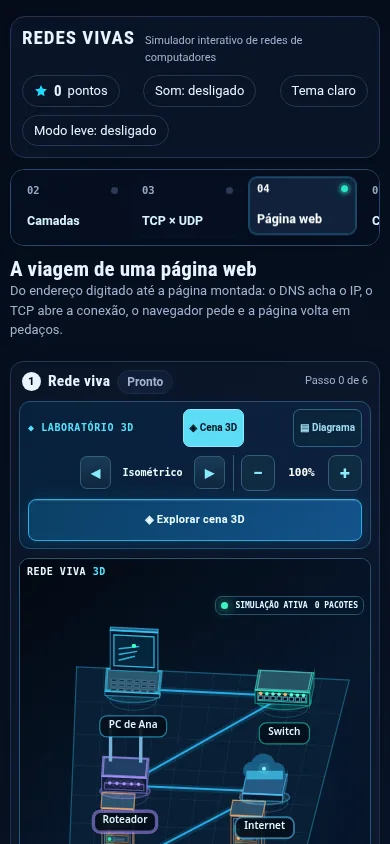 REDES VIVAS
Simulador interativo de redes de
computadores
0 pontos
Som: desligado
Tema claro
Modo leve: desligado
02
03
04
0
Camadas
TCP × UDP
Página web
C
A viagem de uma página web
Do endereço digitado até a página montada: o DNS acha o IP, o
TCP abre a conexão, o navegador pede e a página volta em
pedaços.
1 Rede viva Pronto Passo 0 de 6
LABORATÓRIO 3D
Cena 3D
Diagrama
Isométrico
100%
Explorar cena 3D
REDE VIVA 3D
SIMULAÇÃO ATIVA 0 PACOTES
PC de Ana
Switch
Roteador
Internet